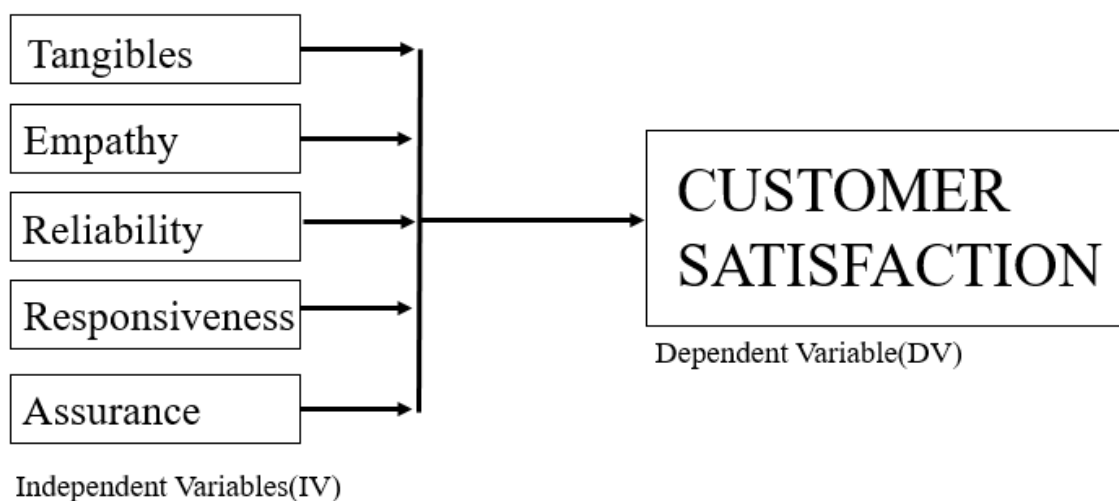 Tangibles
Empathy
Reliability
Responsiveness
Assurance
Independent Variables(IV)
CUSTOMER
SATISFACTION
Dependent Variable(DV)